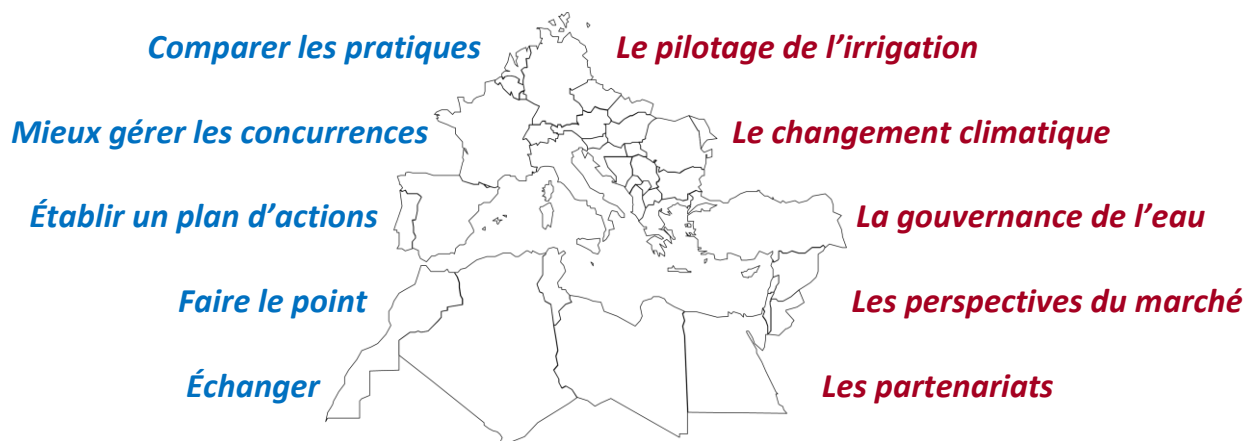 Comparer les pratiques
Le pilotage de l’irrigation
Mieux gérer les concurrences
Le changement climatique
Établir un plan d’actions
La gouvernance de l’eau
Faire le point
Les perspectives du marché
Échanger
Les partenariats